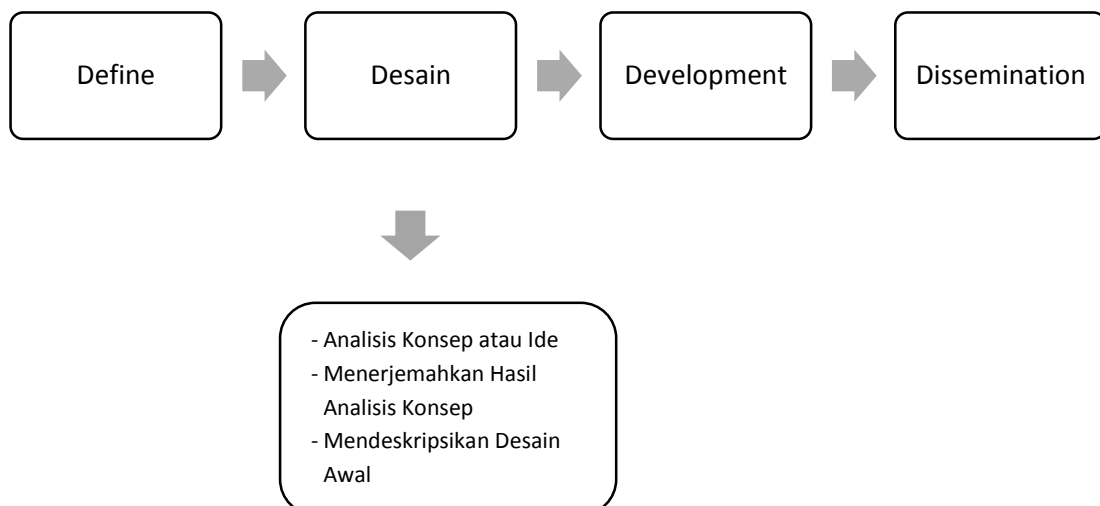 Define
Desain
Development
Dissemination
- Analisis Konsep atau Ide
- Menerjemahkan Hasil
Analisis Konsep
- Mendeskripsikan Desain
Awal